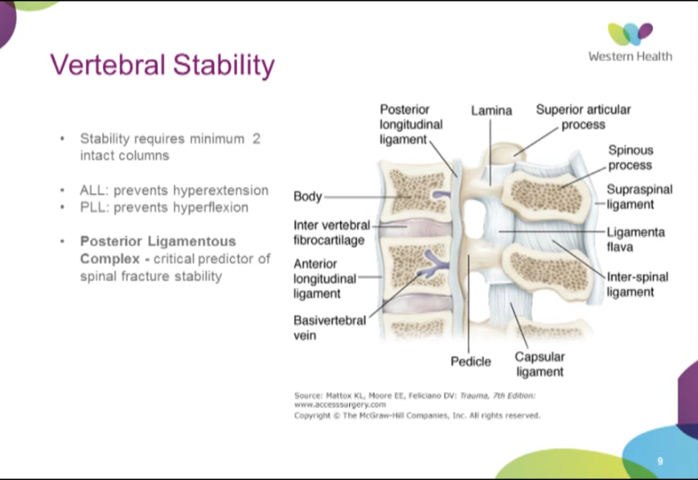 Western Health
Vertebral Stability
• Stability requires minimum 2
intact columns
• ALL: prevents hyperextension
• PLL: prevents hyperflexion
• Posterior Ligamentous
Complex - critical predictor of
spinal fracture stability
Posterior
longitudinal
ligament
Lamina
Superior articular
process
Spinous
process
Supraspinal
ligament
Ligamenta
flava
Inter-spinal
ligament
Body
Inter vertebral
fibrocartilage
Anterior
longitudinal
ligament
Basivertebral
vein
Pedicle
Capsular
ligament
Source: Mattox KL, Moore EE, Feliciano DV: Trauma, 7th Edition:
www.accesssurgery.com
Copyright © The McGraw-Hill Companies, Inc. All rights reserved.
9